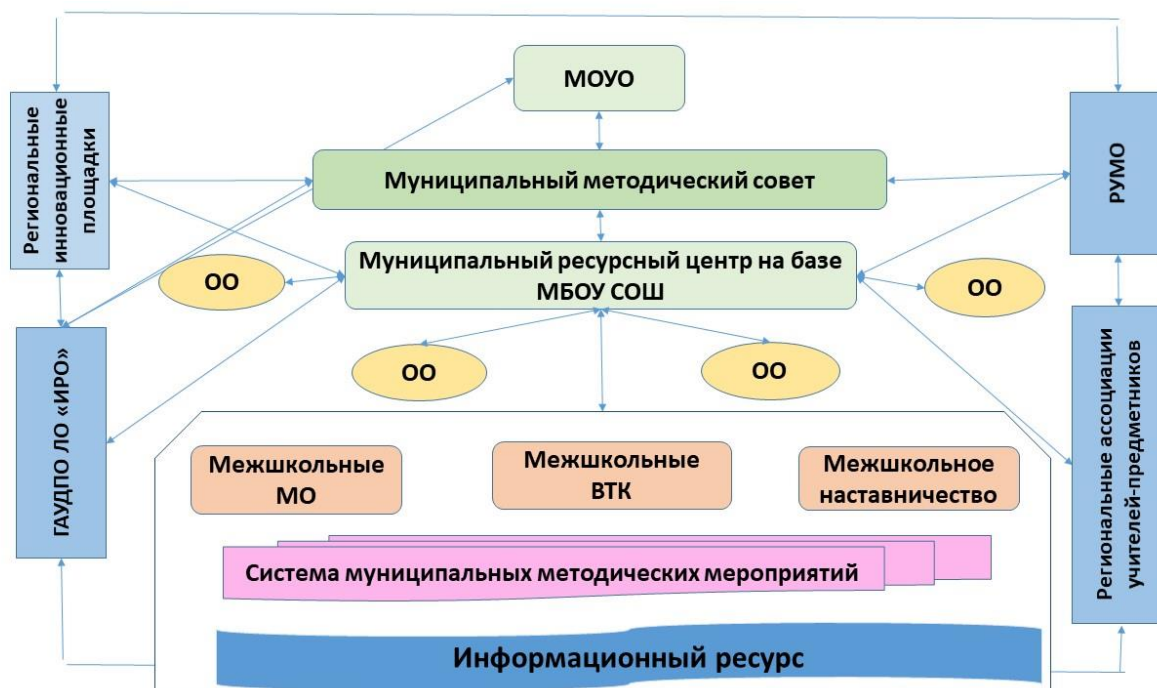 МОУО
Региональные
инновационные
площадки
Муниципальный методический совет
РУМО
Муниципальный ресурсный центр на базе
МБОУ СОШ
ОО
ОО
ОО
ОО
ГАУДПО ЛО «ИРО»
Региональные ассоциации
учителей-предметников
Межшкольные
МО
Межшкольные
ВТК
Межшкольное
наставничество
Система муниципальных методических мероприятий
Информационный ресурс